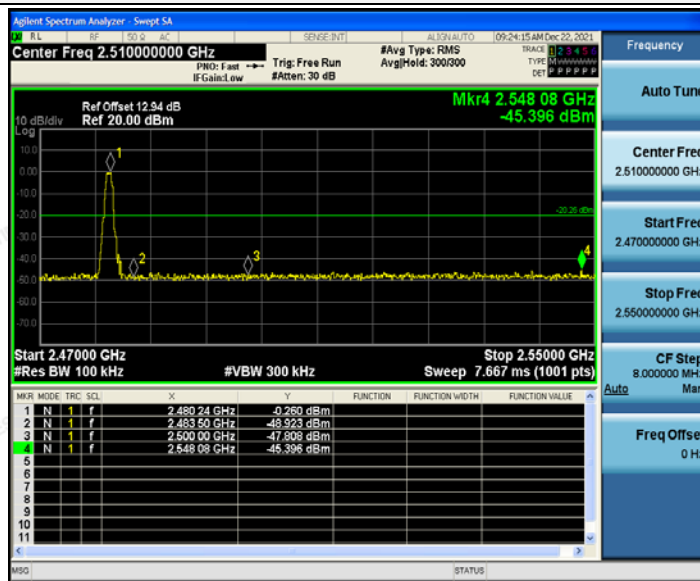 Agilent Spectrum Analyzer - Swept SA
RL RF 50 Ω AC SENSE:INT ALIGNAUTO 09:24:15 AM Dec 22, 2021
Center Freq 2.510000000 GHz
PNO: Fast
IFGain:Low
Trig: Free Run
#Atten: 30 dB
#Avg Type: RMS
Avg|Hold: 300/300
TRACE 1 2 3 4 5 6
TYPE M W W W W W
DET P P P P P P
Ref Offset 12.94 dB
10 dB/div Ref 20.00 dBm
Log
Mkr4 2.548 08 GHz
-45.396 dBm
10.0
0.00
-10.0
-20.0
-30.0
-40.0
-50.0
-60.0
-70.0
1
2
3
4
-20.26 dBm
Start 2.47000 GHz Stop 2.55000 GHz
#Res BW 100 kHz #VBW 300 kHz Sweep 7.667 ms (1001 pts)
MKR MODE TRC SCL X Y FUNCTION FUNCTION WIDTH FUNCTION VALUE
1 N 1 f 2.480 24 GHz -0.260 dBm
2 N 1 f 2.483 50 GHz -48.923 dBm
3 N 1 f 2.500 00 GHz -47.808 dBm
4 N 1 f 2.548 08 GHz -45.396 dBm
5
6
7
8
9
10
11
MSG STATUS
Frequency
Auto Tune
Center Freq
2.510000000 GHz
Start Freq
2.470000000 GHz
Stop Freq
2.550000000 GHz
CF Step
8.000000 MHz
Auto Man
Freq Offset
0 Hz